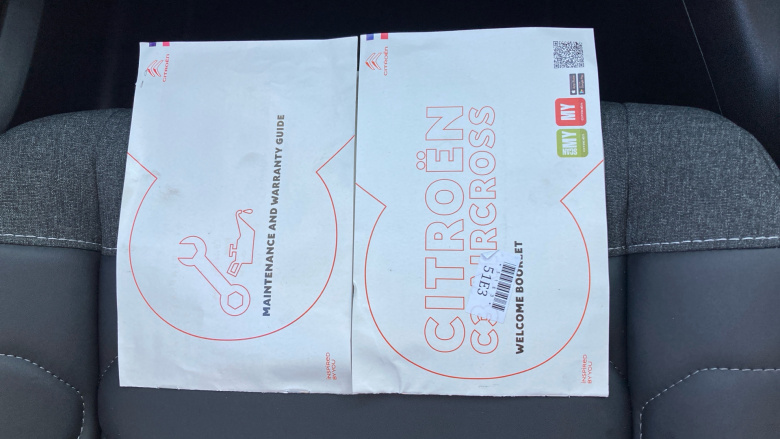 CITROËN
MAINTENANCE AND WARRANTY GUIDE
INSPIRED
BY YOU
CITROËN
CITROËN
C3 AIRCROSS
51E3
WELCOME BOOKLET
MY
MY
INSPIRED
BY YOU